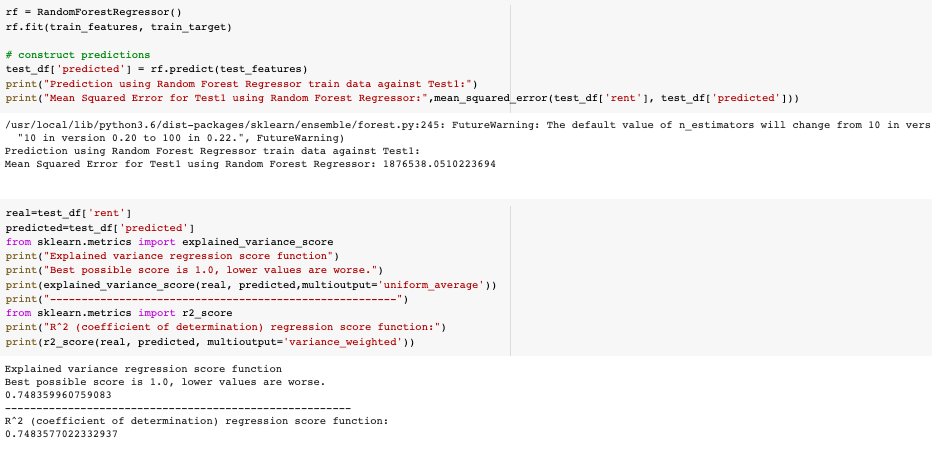 rf = RandomForestRegressor()
rf.fit(train_features, train_target)
# construct predictions
test_df['predicted'] = rf.predict(test_features)
print("Prediction using Random Forest Regressor train data against Test1:")
print("Mean Squared Error for Test1 using Random Forest Regressor:",mean_squared_error(test_df['rent'], test_df['predicted']))
/usr/local/lib/python3.6/dist-packages/sklearn/ensemble/forest.py:245: FutureWarning: The default value of n_estimators will change from 10 in vers
"10 in version 0.20 to 100 in 0.22.", FutureWarning)
Prediction using Random Forest Regressor train data against Test1:
Mean Squared Error for Test1 using Random Forest Regressor: 1876538.0510223694
real=test_df['rent']
predicted=test_df['predicted']
from sklearn.metrics import explained_variance_score
print("Explained variance regression score function")
print("Best possible score is 1.0, lower values are worse.")
print(explained_variance_score(real, predicted,multioutput='uniform_average'))
print("-------------------------------------------------------")
from sklearn.metrics import r2_score
print("R^2 (coefficient of determination) regression score function:")
print(r2_score(real, predicted, multioutput='variance_weighted'))
Explained variance regression score function
Best possible score is 1.0, lower values are worse.
0.748359960759083
-------------------------------------------------------
R^2 (coefficient of determination) regression score function:
0.7483577022332937